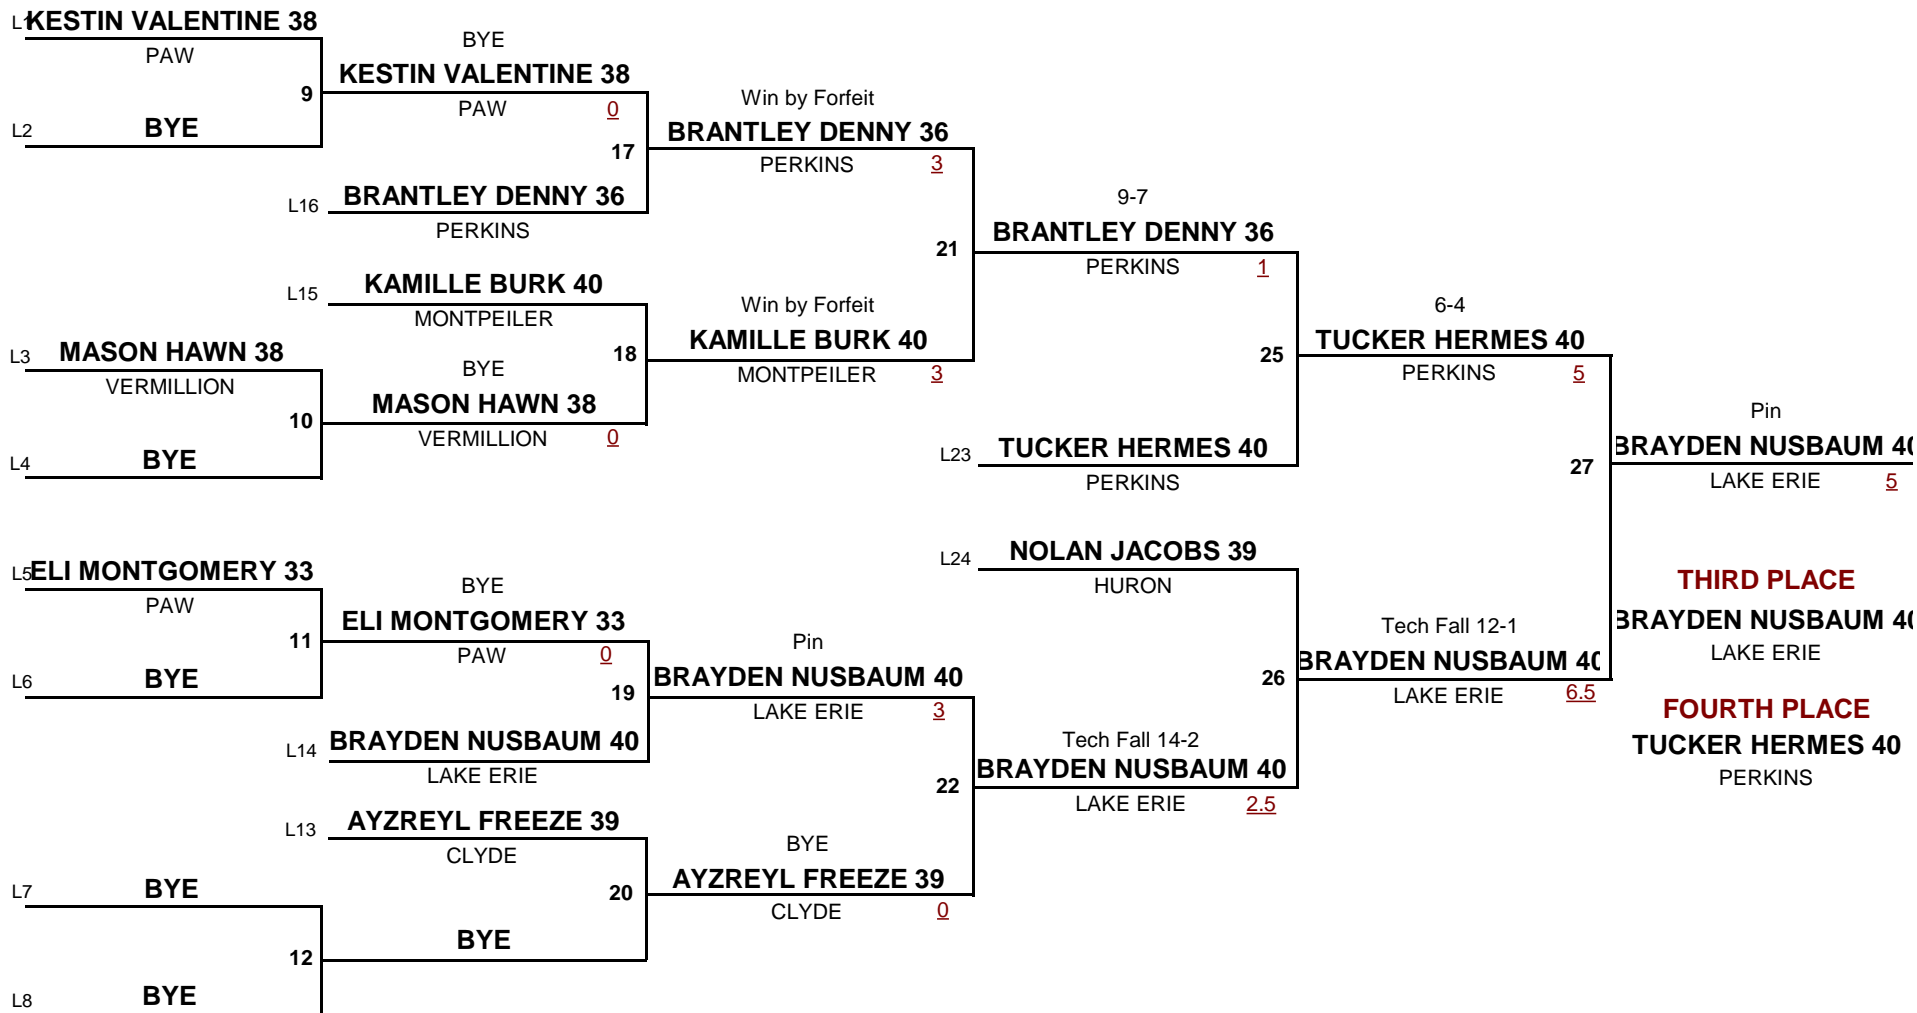 L1 KESTIN VALENTINE 38
PAW
9
L2 BYE
BYE
KESTIN VALENTINE 38
PAW 0
17
L16 BRANTLEY DENNY 36
PERKINS
Win by Forfeit
BRANTLEY DENNY 36
PERKINS 3
21
L15 KAMILLE BURK 40
MONTPEILER
18
L3 MASON HAWN 38
VERMILLION
10
L4 BYE
BYE
MASON HAWN 38
VERMILLION 0
Win by Forfeit
KAMILLE BURK 40
MONTPEILER 3
9-7
BRANTLEY DENNY 36
PERKINS 1
25
L23 TUCKER HERMES 40
PERKINS
6-4
TUCKER HERMES 40
PERKINS 5
27
Pin
BRAYDEN NUSBAUM 40
LAKE ERIE 5
L5 ELI MONTGOMERY 33
PAW
11
L6 BYE
BYE
ELI MONTGOMERY 33
PAW 0
19
L14 BRAYDEN NUSBAUM 40
LAKE ERIE
Pin
BRAYDEN NUSBAUM 40
LAKE ERIE 3
22
L13 AYZREYL FREEZE 39
CLYDE
20
L7 BYE
12
L8 BYE
BYE
BYE
AYZREYL FREEZE 39
CLYDE 0
Tech Fall 14-2
BRAYDEN NUSBAUM 40
LAKE ERIE 2.5
L24 NOLAN JACOBS 39
HURON
26
Tech Fall 12-1
BRAYDEN NUSBAUM 40
LAKE ERIE 6.5
THIRD PLACE
BRAYDEN NUSBAUM 40
LAKE ERIE
FOURTH PLACE
TUCKER HERMES 40
PERKINS